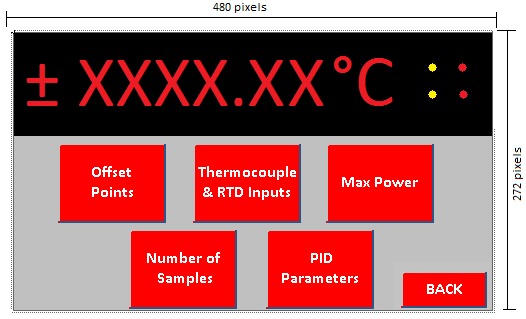 480 pixels
± XXXX.XX°C
272 pixels
Offset
Points
Thermocouple
& RTD Inputs
Max Power
Number of
Samples
PID
Parameters
BACK